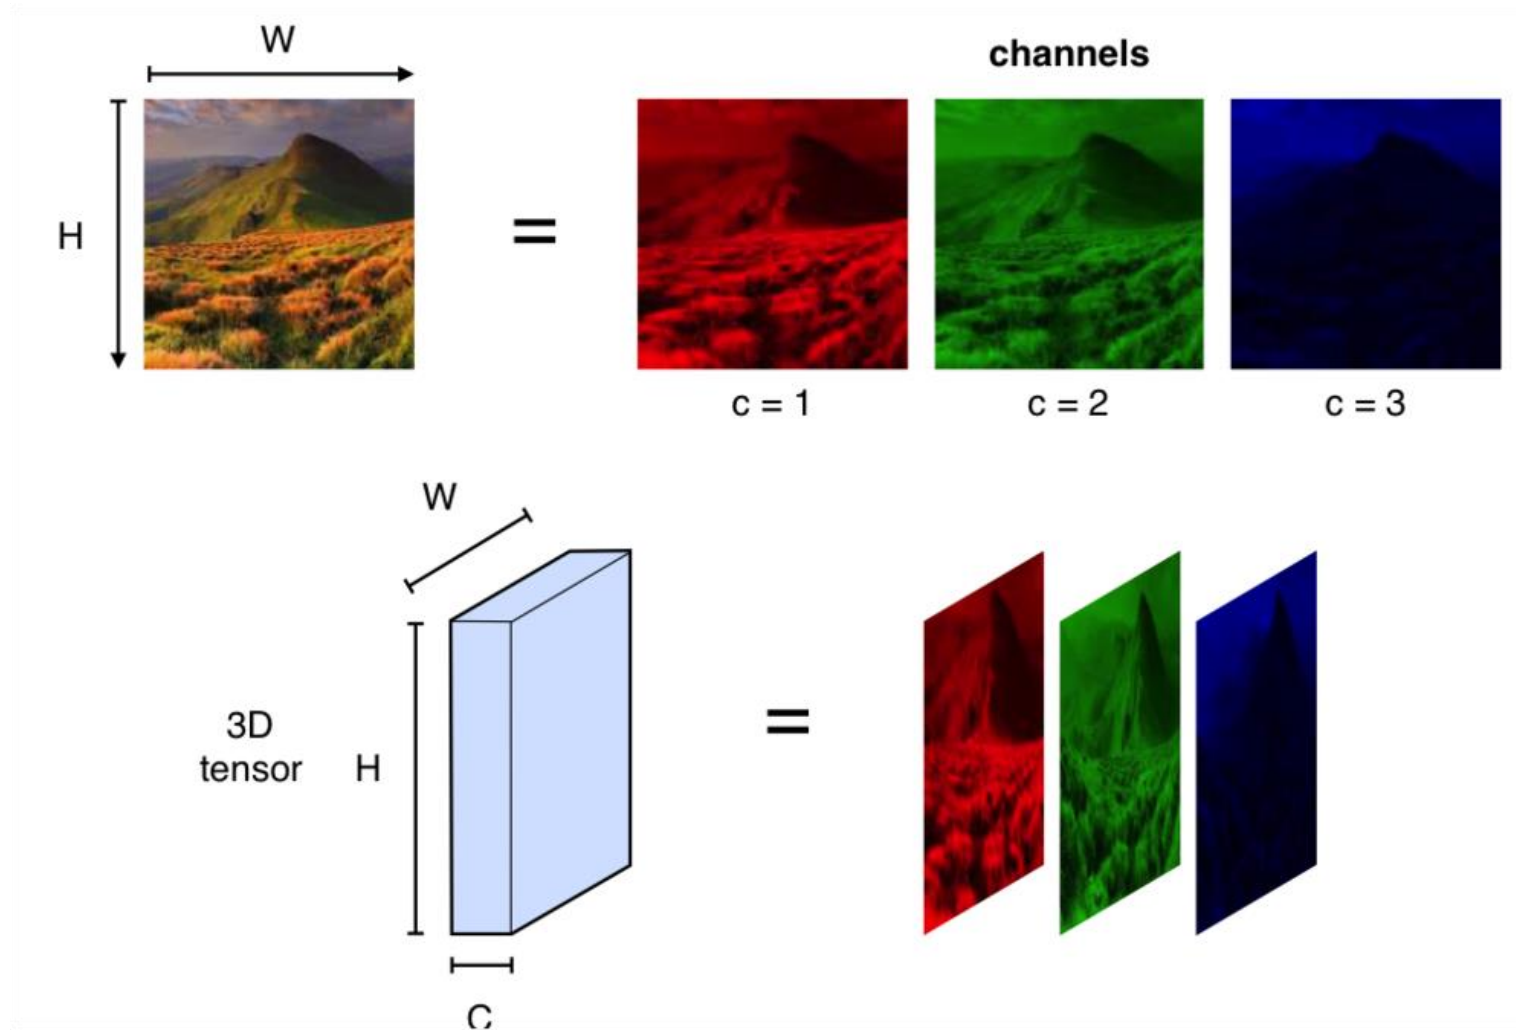 W
channels
H
=
c = 1
c = 2
c = 3
W
3D
tensor
H
=
C